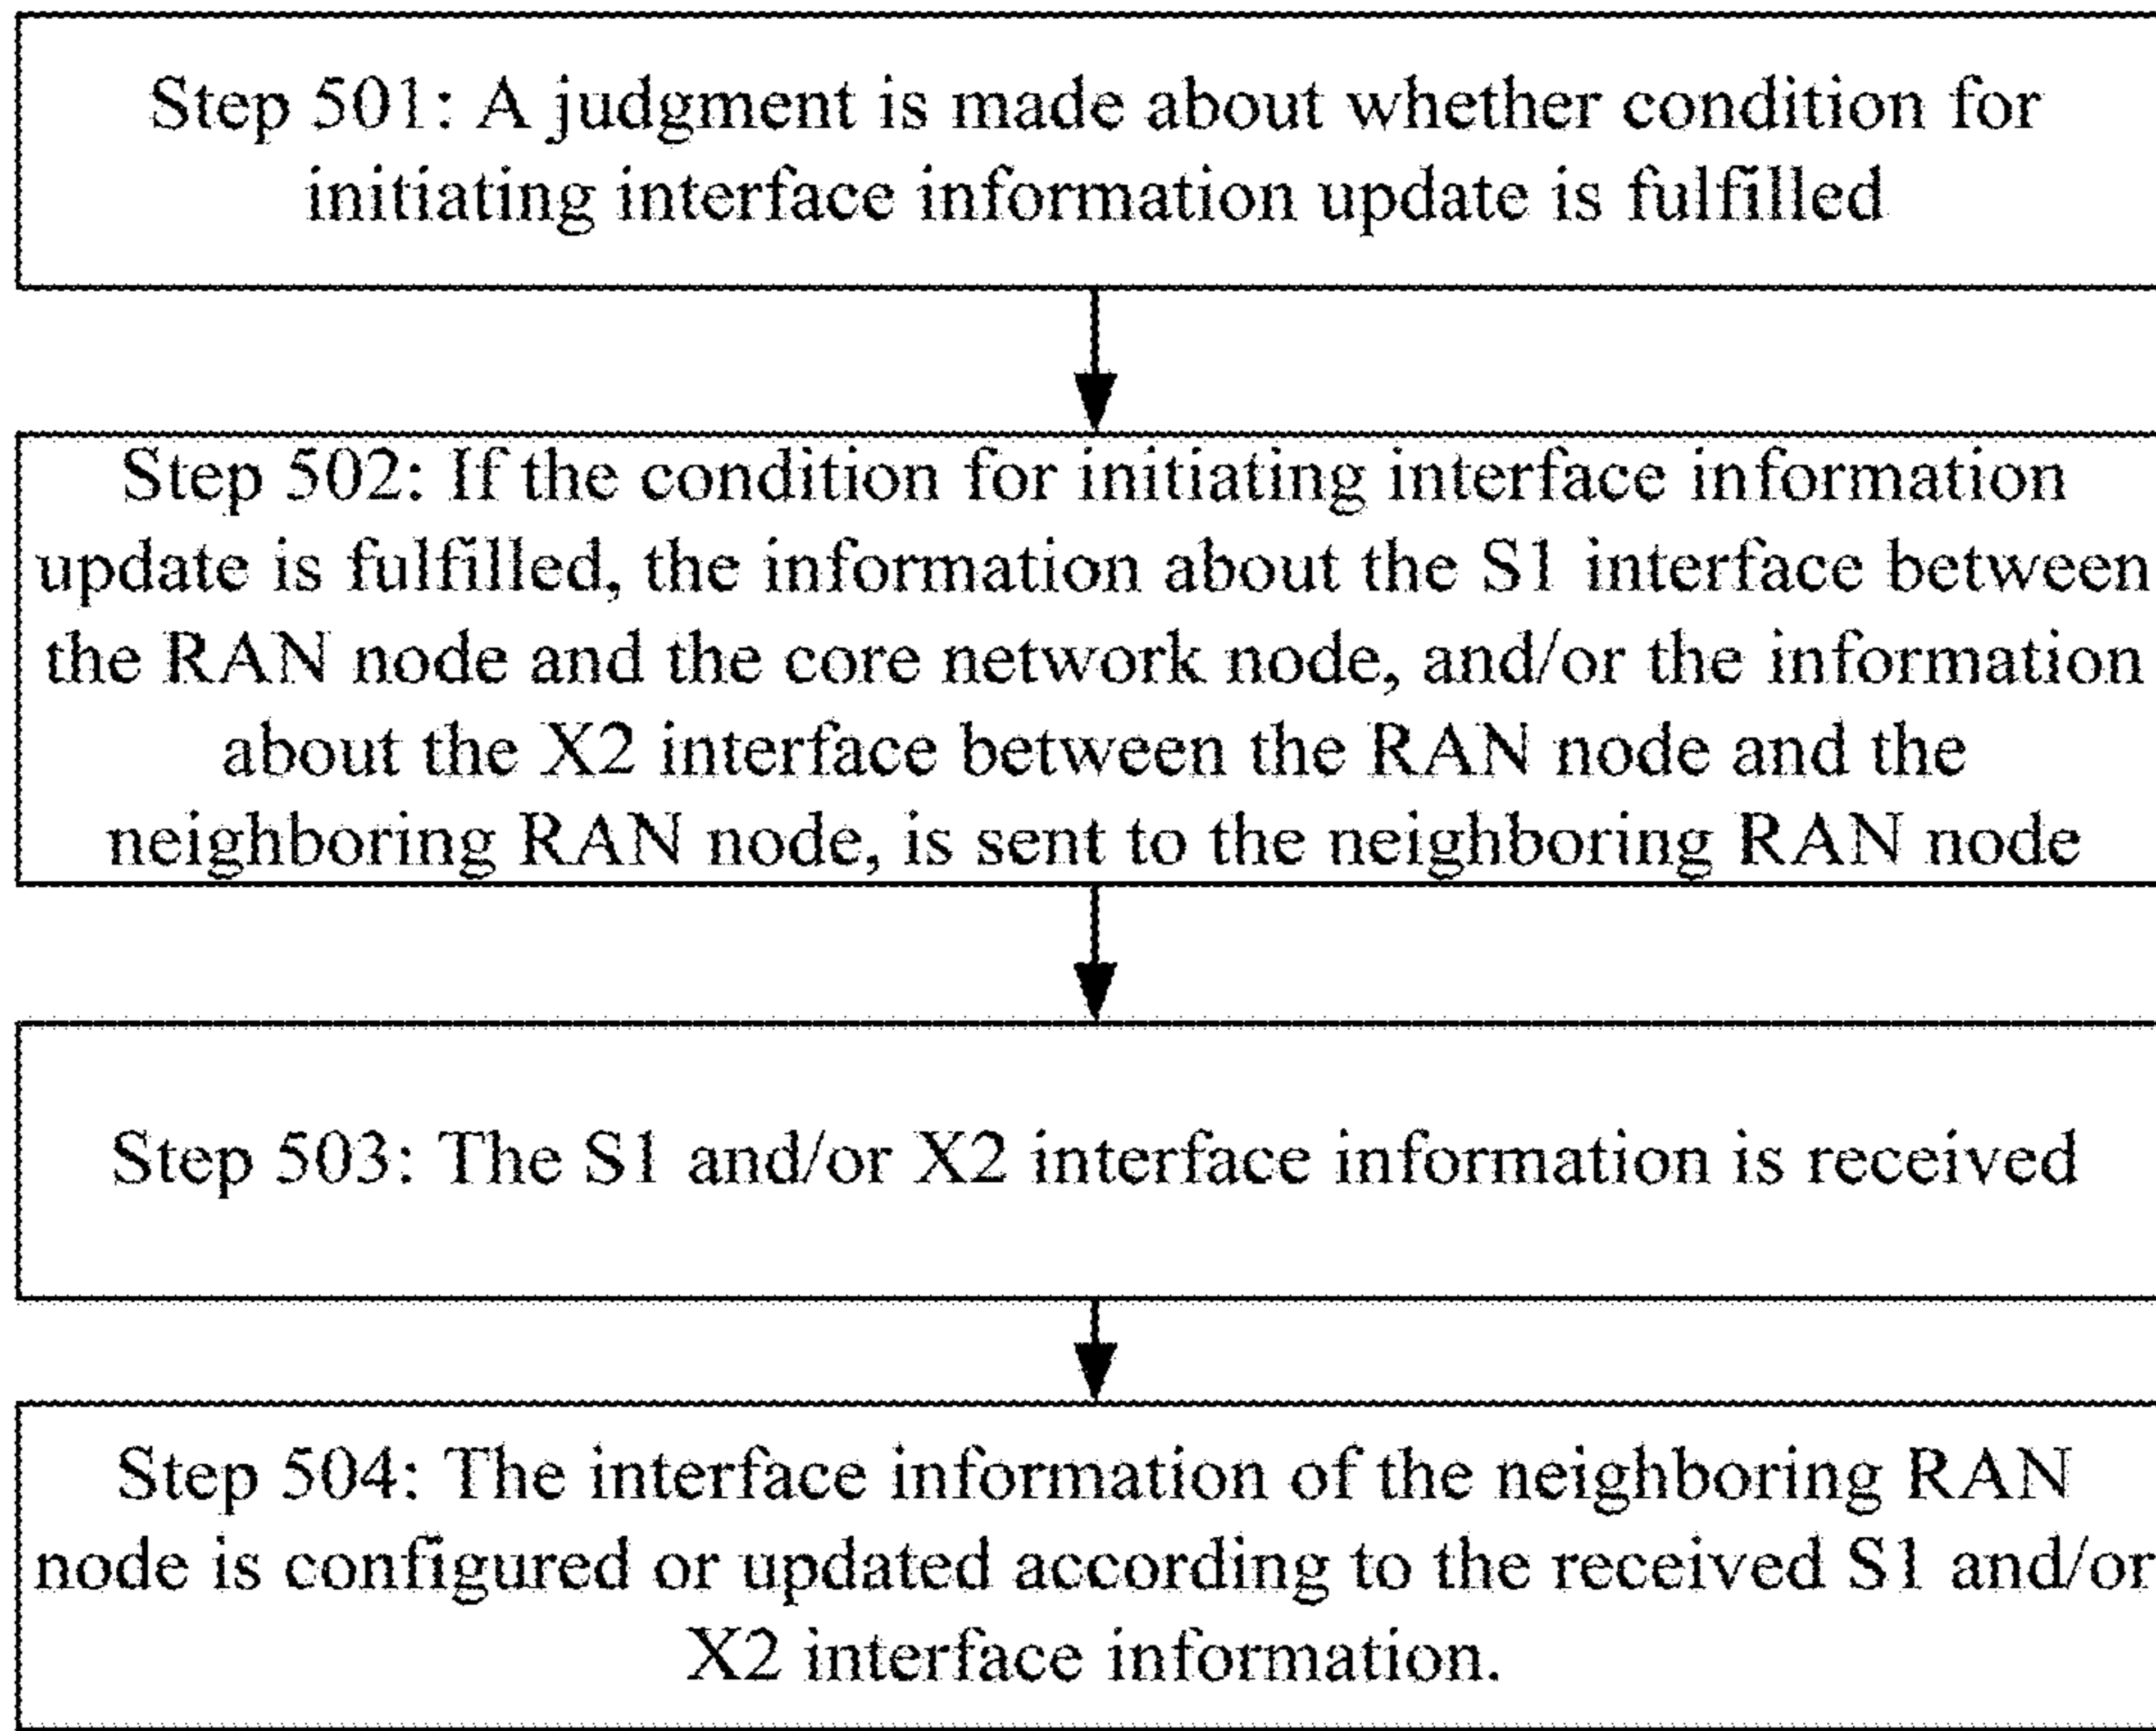 Step 501: A judgment is made about whether condition for
initiating interface information update is fulfilled
Step 502: If the condition for initiating interface information
update is fulfilled, the information about the S1 interface between
the RAN node and the core network node, and/or the information
about the X2 interface between the RAN node and the
neighboring RAN node, is sent to the neighboring RAN node
Step 503: The S1 and/or X2 interface information is received
Step 504: The interface information of the neighboring RAN
node is configured or updated according to the received S1 and/or
X2 interface information.